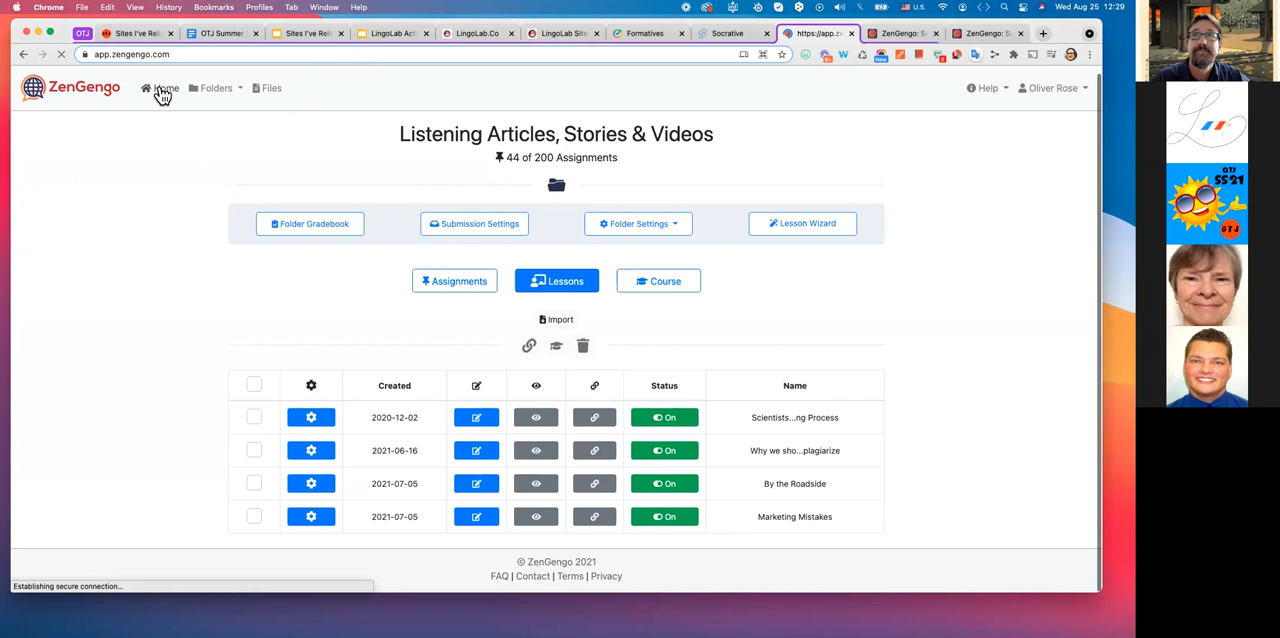 Chrome File Edit View History Bookmarks Profiles Tab Window Help U.S. Wed Aug 25 12:29
OTJ Sites I've Relie OTJ Summer Sites I've Relie LingoLab Act LingoLab.Co LingoLab Site Formatives Socrative https://app.ze ZenGengo: S ZenGengo: S
app.zengengo.com
ZenGengo Home Folders Files Help Oliver Rose
Listening Articles, Stories & Videos
44 of 200 Assignments
Folder Gradebook Submission Settings Folder Settings Lesson Wizard
Assignments Lessons Course
Import
Created Status Name
2020-12-02 On Scientists...ng Process
2021-06-16 On Why we sho...plagiarize
2021-07-05 On By the Roadside
2021-07-05 On Marketing Mistakes
© ZenGengo 2021
FAQ | Contact | Terms | Privacy
Establishing secure connection...
OTJ
SS21
OTJ